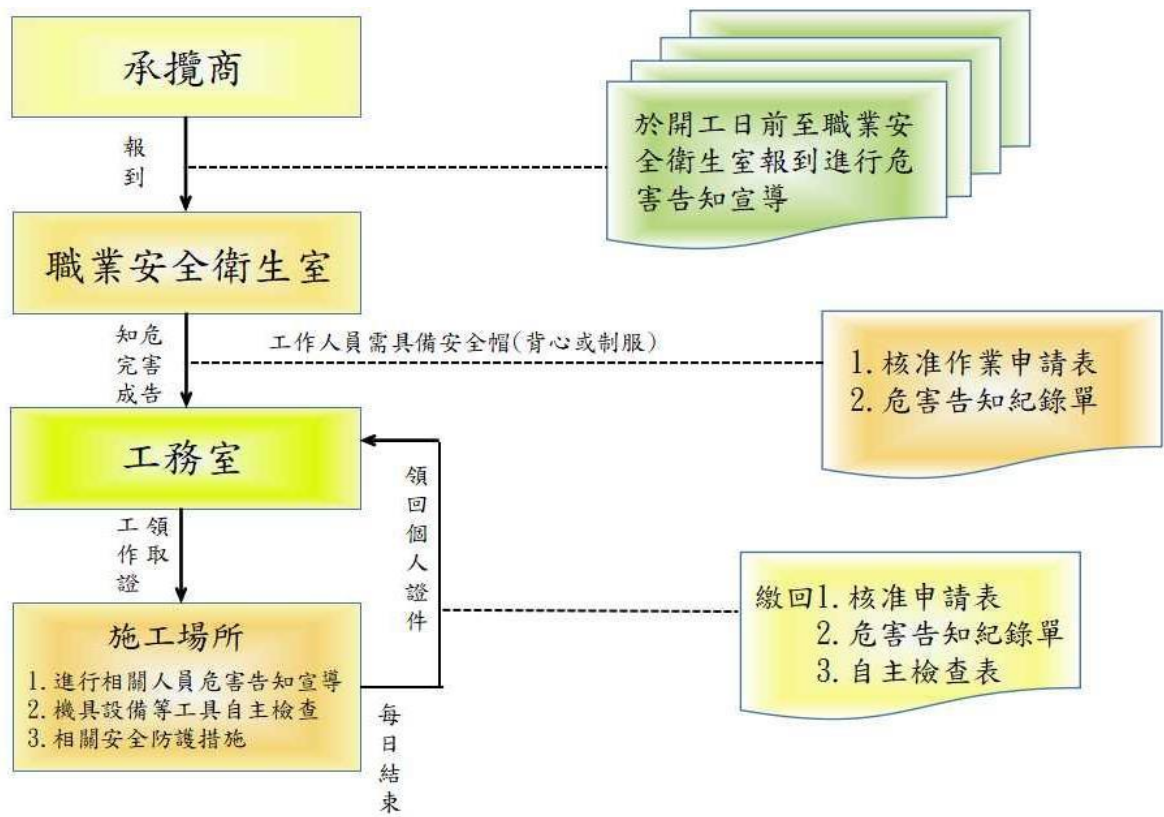 承攬商
報到
於開工日前至職業安
全衛生室報到進行危
害告知宣導
職業安全衛生室
危害告
知完成
工作人員需具備安全帽(背心或制服)
1.核准作業申請表
2.危害告知紀錄單
工務室
領取
工作證
領回個人證件
繳回1.核准申請表
2.危害告知紀錄單
3.自主檢查表
施工場所
1.進行相關人員危害告知宣導
2.機具設備等工具自主檢查
3.相關安全防護措施
每日結束